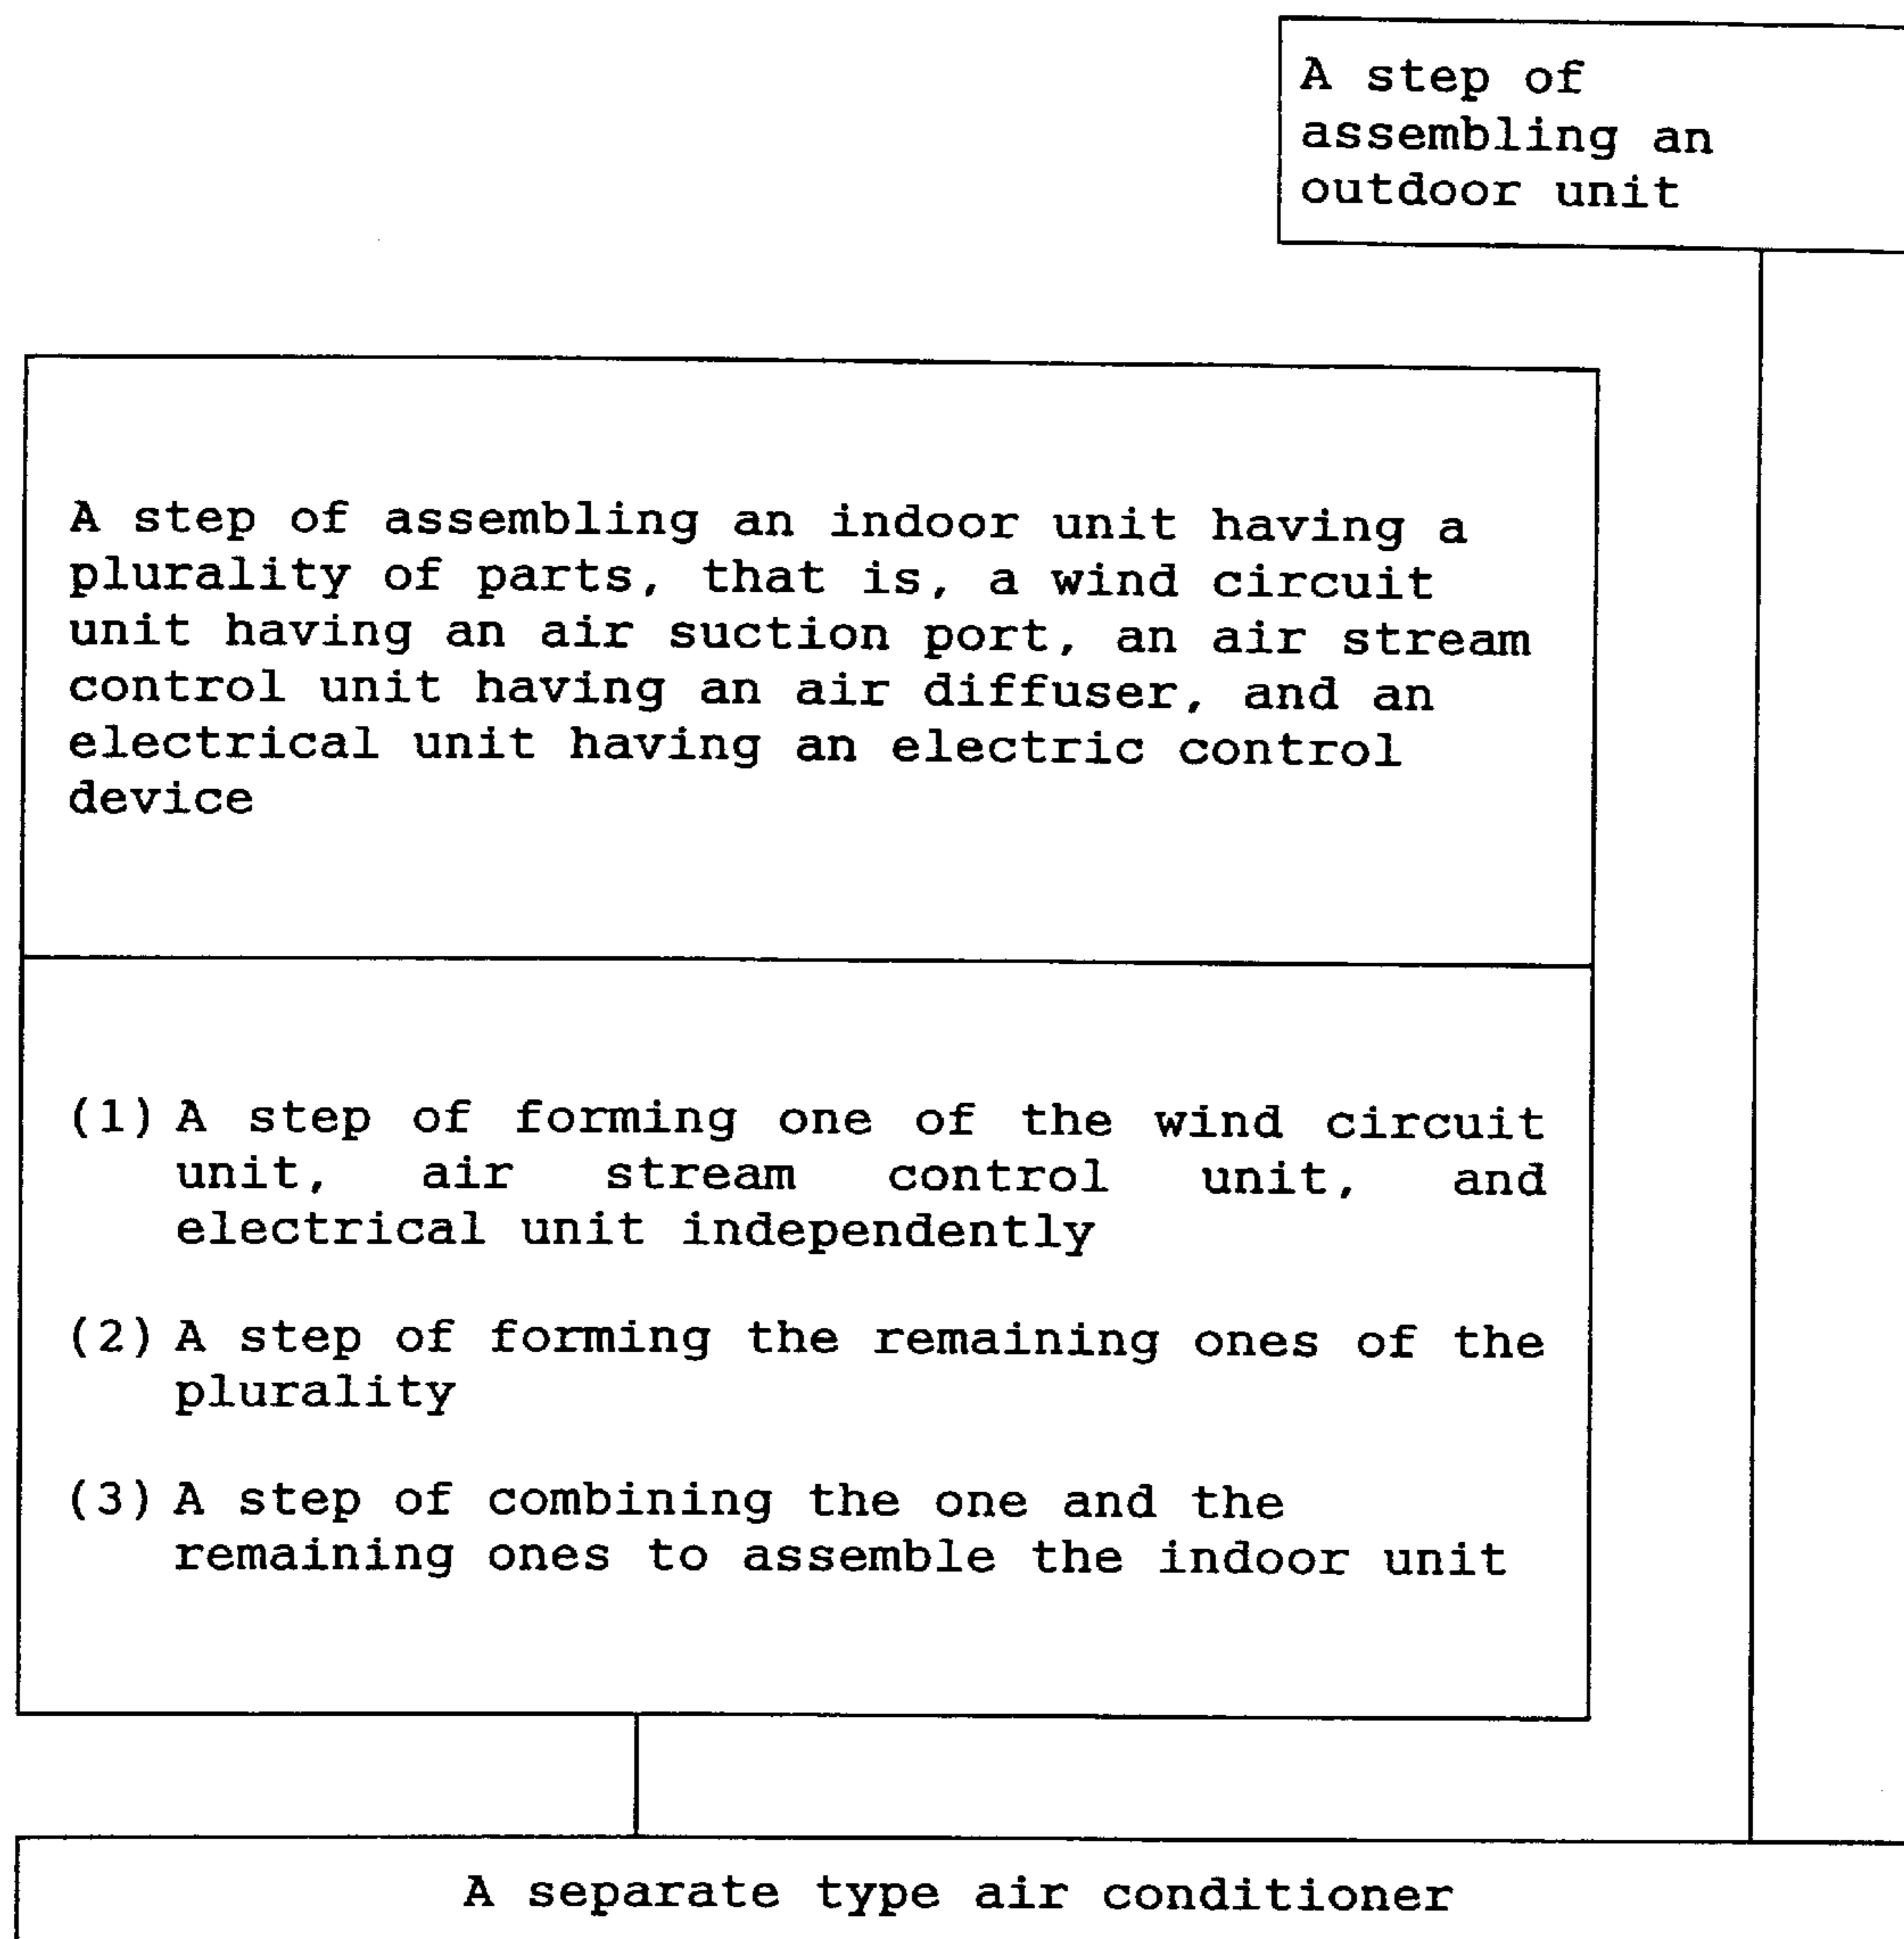 A step of
assembling an
outdoor unit
A step of assembling an indoor unit having a
plurality of parts, that is, a wind circuit
unit having an air suction port, an air stream
control unit having an air diffuser, and an
electrical unit having an electric control
device
(1) A step of forming one of the wind circuit
unit, air stream control unit, and
electrical unit independently
(2) A step of forming the remaining ones of the
plurality
(3) A step of combining the one and the
remaining ones to assemble the indoor unit
A separate type air conditioner